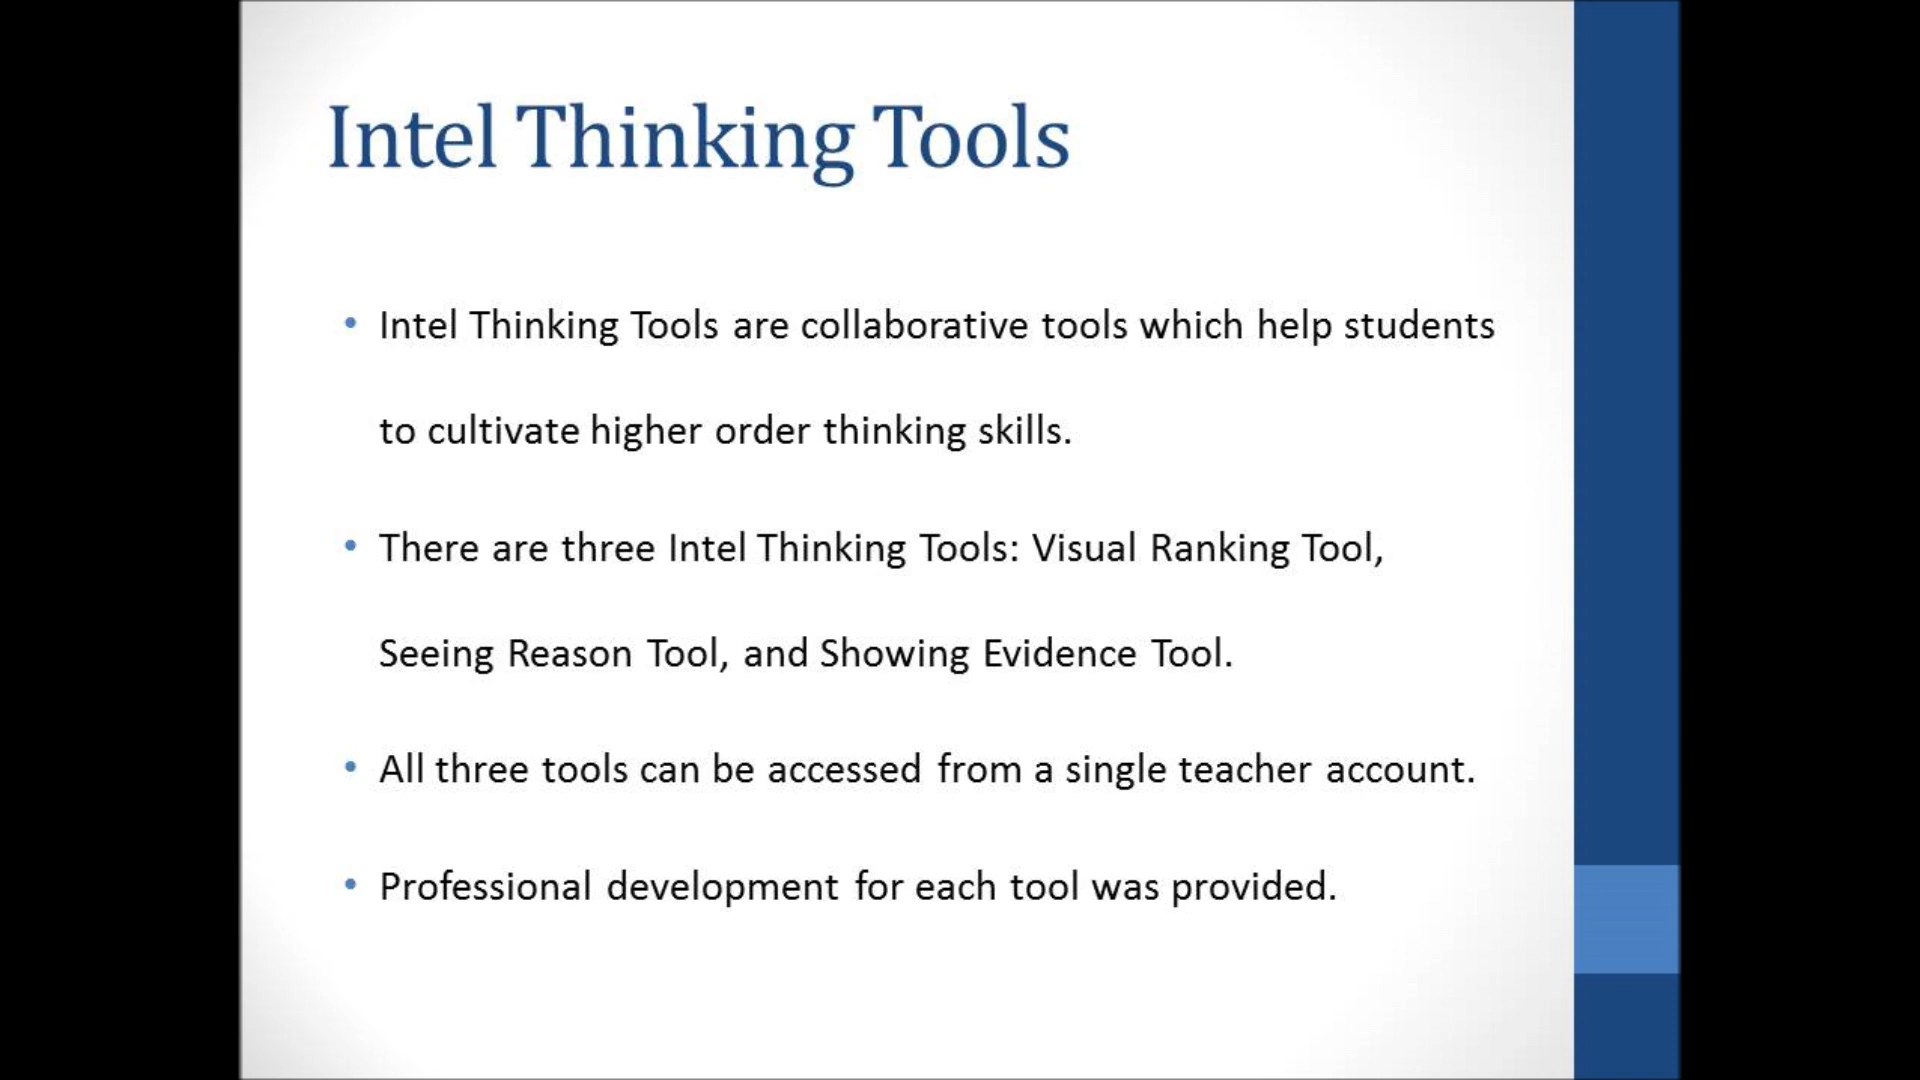 Intel Thinking Tools
• Intel Thinking Tools are collaborative tools which help students
to cultivate higher order thinking skills.
• There are three Intel Thinking Tools: Visual Ranking Tool,
Seeing Reason Tool, and Showing Evidence Tool.
• All three tools can be accessed from a single teacher account.
• Professional development for each tool was provided.